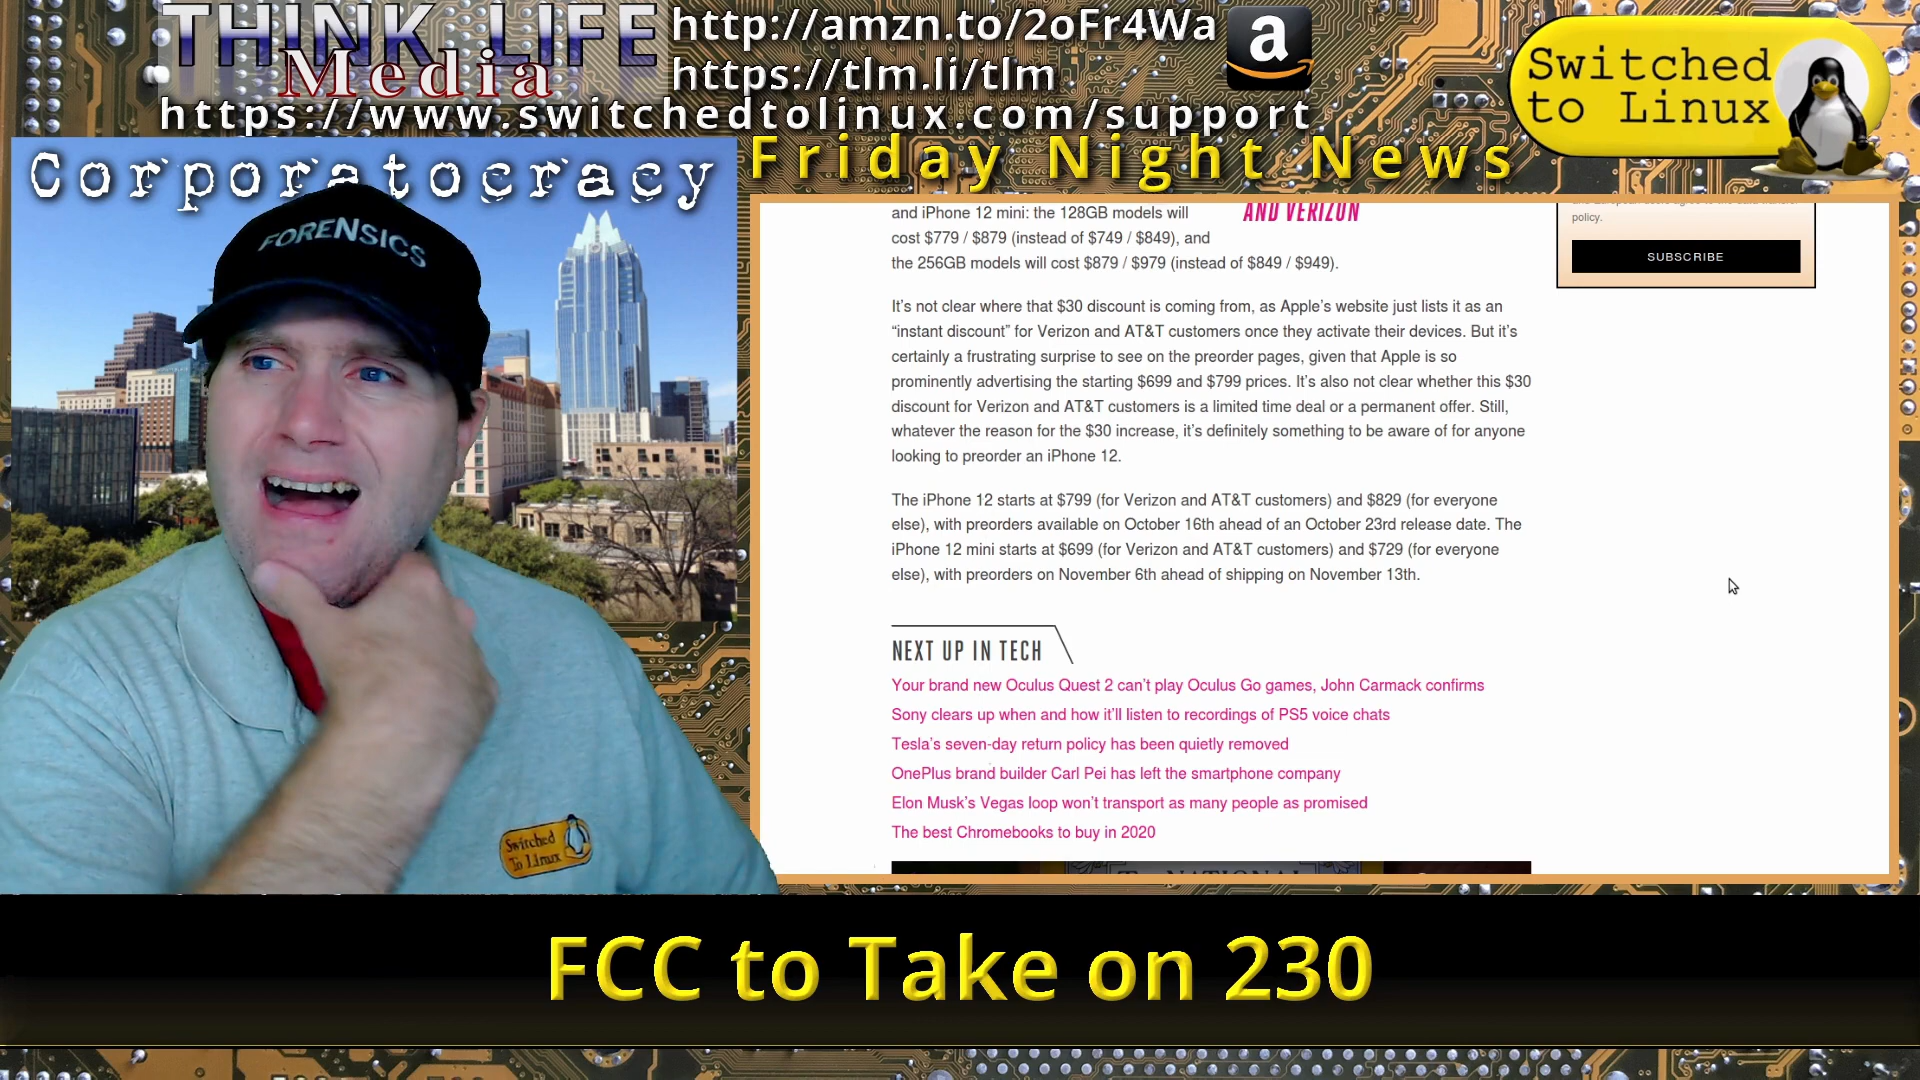 THINK LIFE
Media
http://amzn.to/2oFr4Wa
https://tlm.li/tlm
https://www.switchedtolinux.com/support
a
Switched
to Linux
Corporatocracy
Friday Night News
FORENSICS
Switched
To Linux
and iPhone 12 mini: the 128GB models will
cost $779 / $879 (instead of $749 / $849), and
the 256GB models will cost $879 / $979 (instead of $849 / $949).
AND VERIZON
policy.
SUBSCRIBE
It’s not clear where that $30 discount is coming from, as Apple’s website just lists it as an
“instant discount” for Verizon and AT&T customers once they activate their devices. But it’s
certainly a frustrating surprise to see on the preorder pages, given that Apple is so
prominently advertising the starting $699 and $799 prices. It’s also not clear whether this $30
discount for Verizon and AT&T customers is a limited time deal or a permanent offer. Still,
whatever the reason for the $30 increase, it’s definitely something to be aware of for anyone
looking to preorder an iPhone 12.
The iPhone 12 starts at $799 (for Verizon and AT&T customers) and $829 (for everyone
else), with preorders available on October 16th ahead of an October 23rd release date. The
iPhone 12 mini starts at $699 (for Verizon and AT&T customers) and $729 (for everyone
else), with preorders on November 6th ahead of shipping on November 13th.
NEXT UP IN TECH
Your brand new Oculus Quest 2 can’t play Oculus Go games, John Carmack confirms
Sony clears up when and how it’ll listen to recordings of PS5 voice chats
Tesla’s seven-day return policy has been quietly removed
OnePlus brand builder Carl Pei has left the smartphone company
Elon Musk’s Vegas loop won’t transport as many people as promised
The best Chromebooks to buy in 2020
FCC to Take on 230